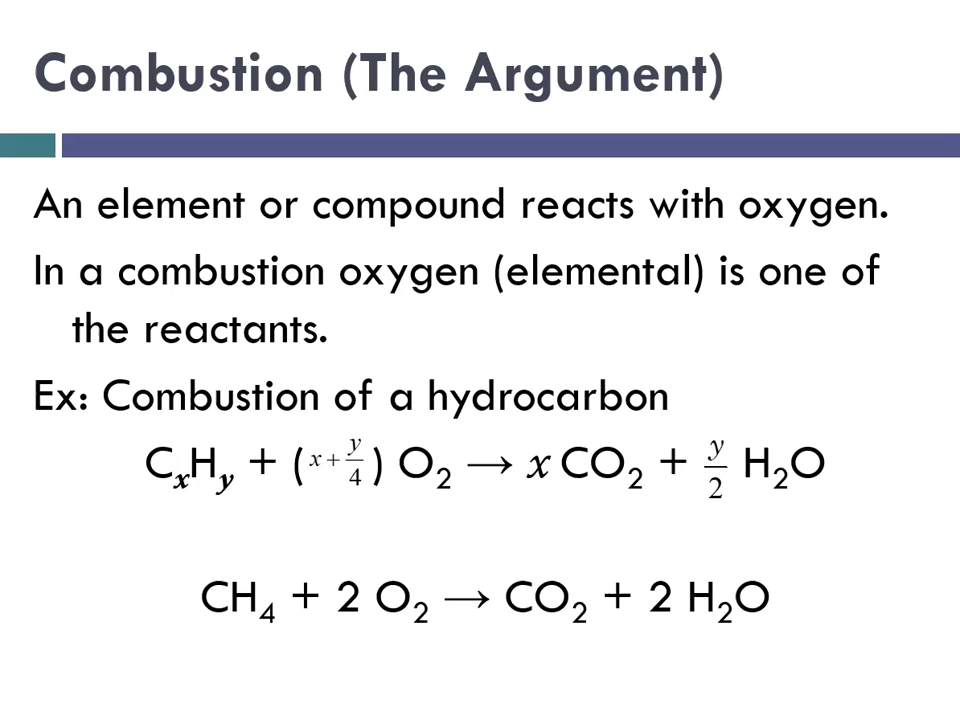 Combustion (The Argument)
An element or compound reacts with oxygen.
In a combustion oxygen (elemental) is one of
the reactants.
Ex: Combustion of a hydrocarbon
CₓHᵧ + (x + y/4) O₂ → x CO₂ + y/2 H₂O
CH₄ + 2 O₂ → CO₂ + 2 H₂O